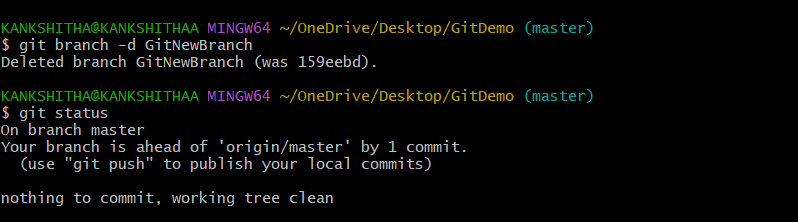 KANKSHITHA@KANKSHITHAA MINGW64 ~/OneDrive/Desktop/GitDemo (master)
$ git branch -d GitNewBranch
Deleted branch GitNewBranch (was 159eebd).
KANKSHITHA@KANKSHITHAA MINGW64 ~/OneDrive/Desktop/GitDemo (master)
$ git status
On branch master
Your branch is ahead of 'origin/master' by 1 commit.
  (use "git push" to publish your local commits)
nothing to commit, working tree clean